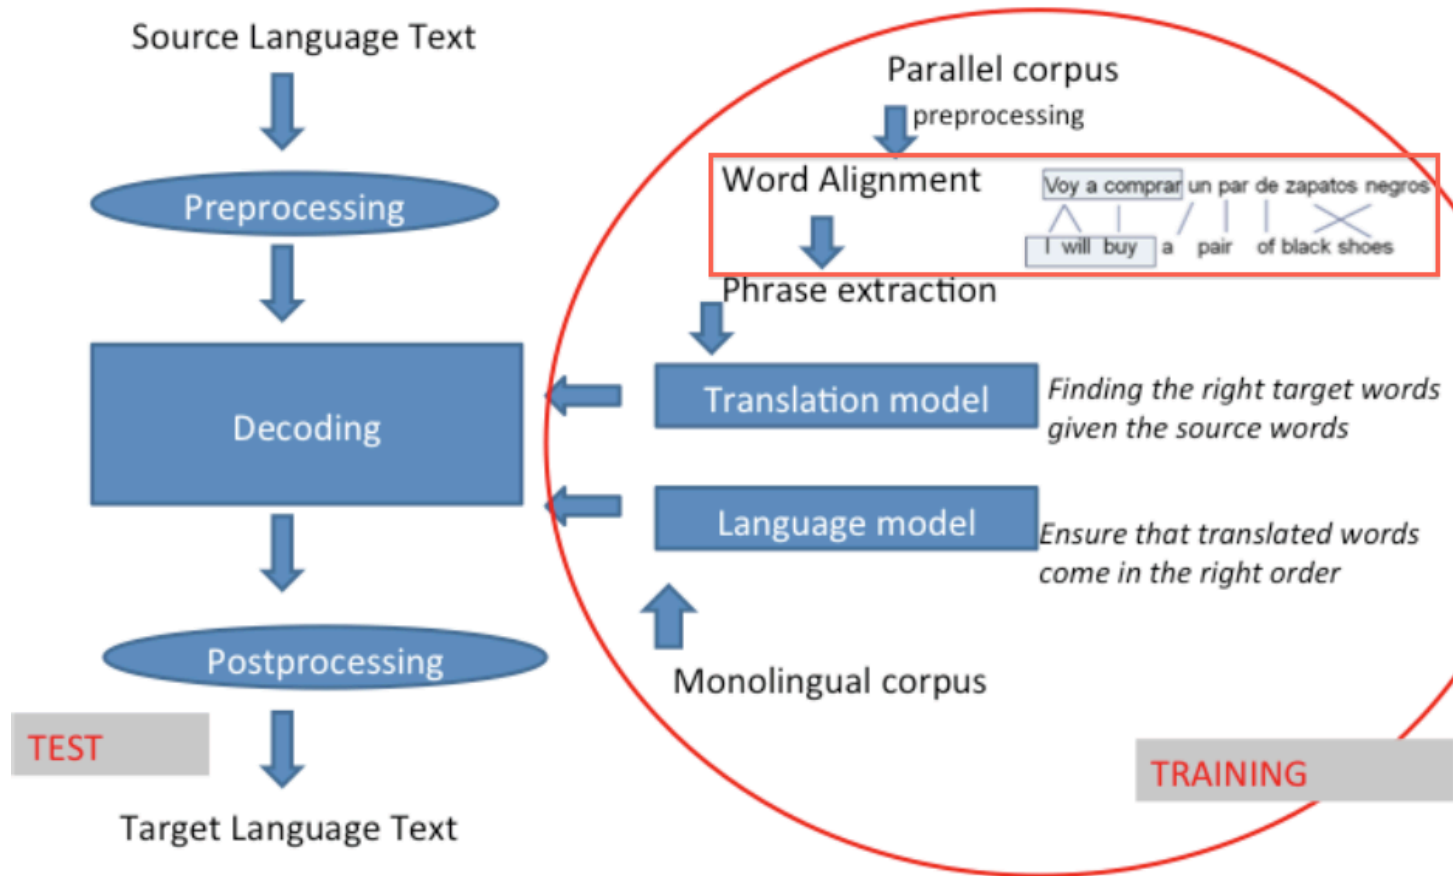 Source Language Text
Preprocessing
Decoding
Postprocessing
TEST
Target Language Text
Parallel corpus
preprocessing
Word Alignment
Voy a comprar un par de zapatos negros
I will buy a pair of black shoes
Phrase extraction
Translation model
Finding the right target words
given the source words
Language model
Ensure that translated words
come in the right order
Monolingual corpus
TRAINING